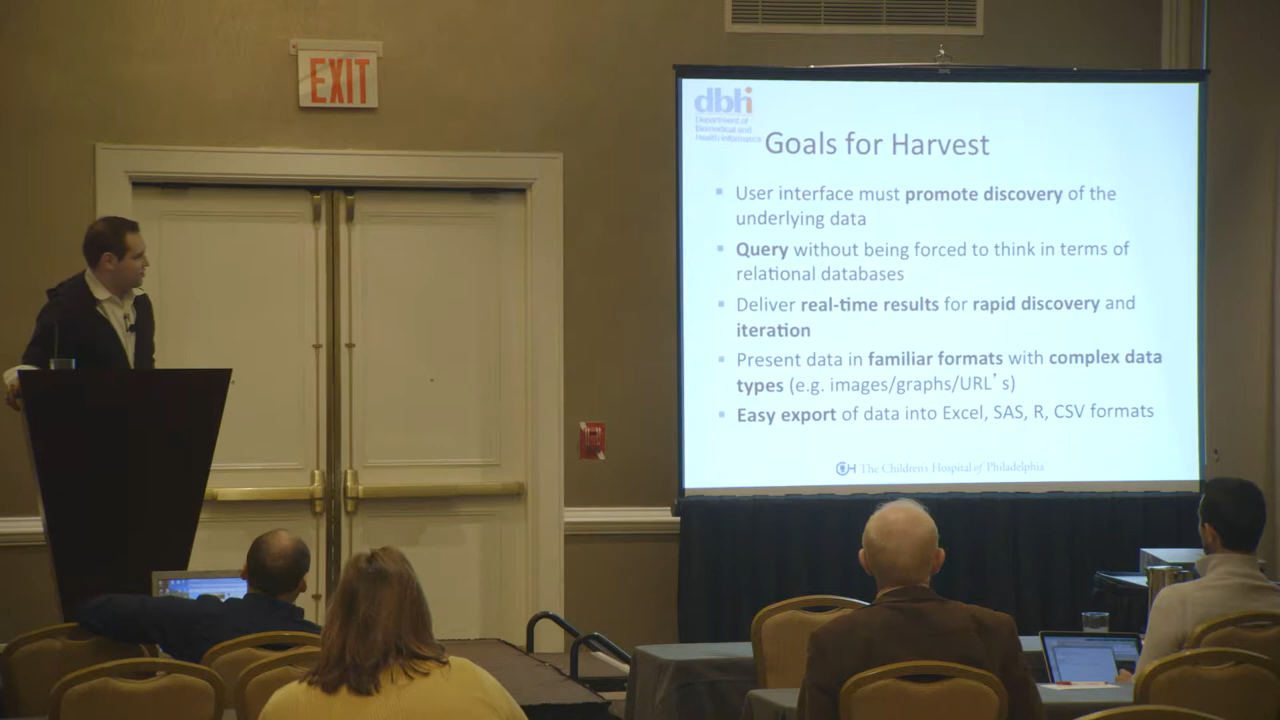 EXIT
dbhi
Department of
Biomedical and
Health Informatics
Goals for Harvest
▪ User interface must promote discovery of the
underlying data
▪ Query without being forced to think in terms of
relational databases
▪ Deliver real-time results for rapid discovery and
iteration
▪ Present data in familiar formats with complex data
types (e.g. images/graphs/URL’s)
▪ Easy export of data into Excel, SAS, R, CSV formats
CH The Children's Hospital of Philadelphia